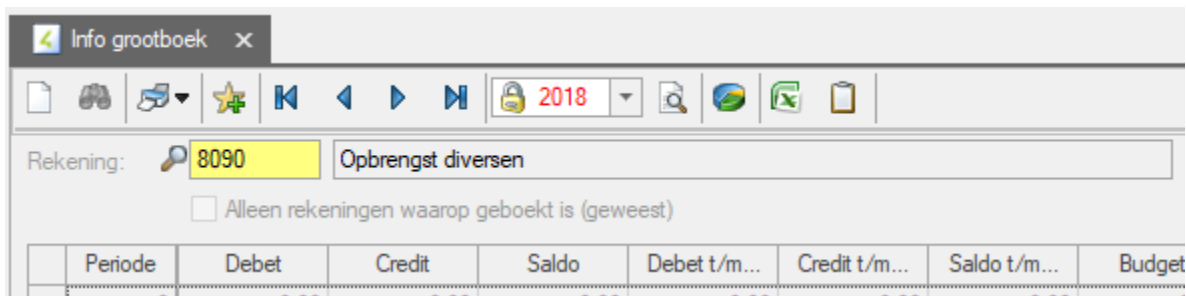 Info grootboek
2018
Rekening: 8090 Opbrengst diversen
Alleen rekeningen waarop geboekt is (geweest)
Periode Debet Credit Saldo Debet t/m... Credit t/m... Saldo t/m... Budget